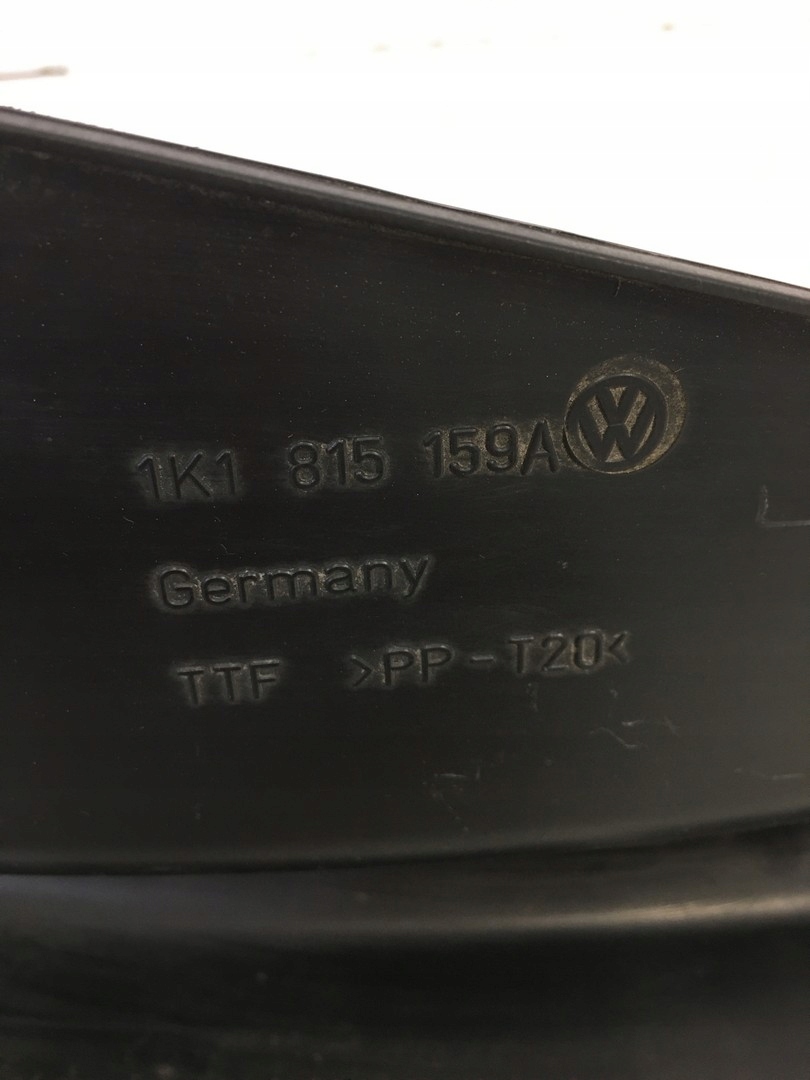 1K1 815 159A
Germany
TTF >PP-T20<